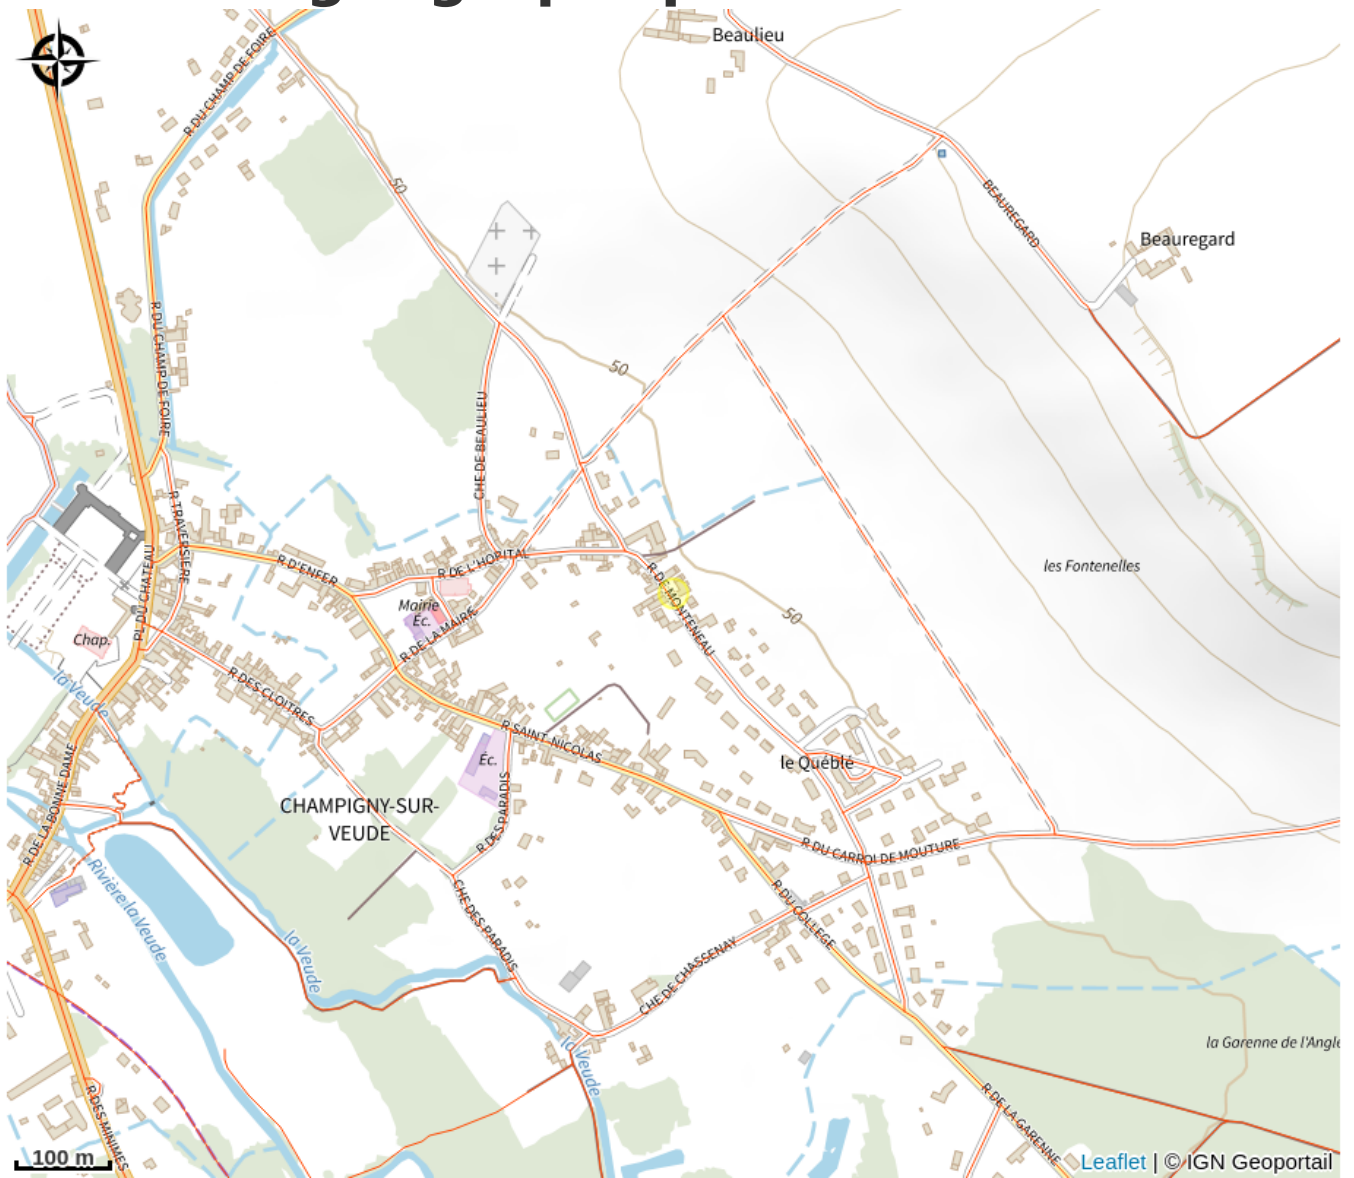 Beaulieu
R DU CHAMP DE FOIRE
50
BEAUREGARD
Beauregard
R DU CHAMP DE FOIRE
50
CHE DE BEAULIEU
R TRAVERSIERE
PL DU CHATEAU
R D'ENFER
R DE L'HOPITAL
les Fontenelles
R DE MONTENEAU
Mairie
Éc.
R DE LA MAIRIE
50
Chap.
la Veude
R DES CLOITRES
R SAINT-NICOLAS
Éc.
le Québlé
R DE LA BONNE DAME
CHAMPIGNY-SUR-
VEUDE
R DES PARADIS
R DU CARROI DE MOUTURE
Rivière la Veude
CHE DES PARADIS
R DU COLLEGE
la Veude
CHE DE CHASSENAY
la Veude
la Garenne de l'Angle
R DES MINIMES
R DE LA GARENNE
100 m
Leaflet | © IGN Geoportail